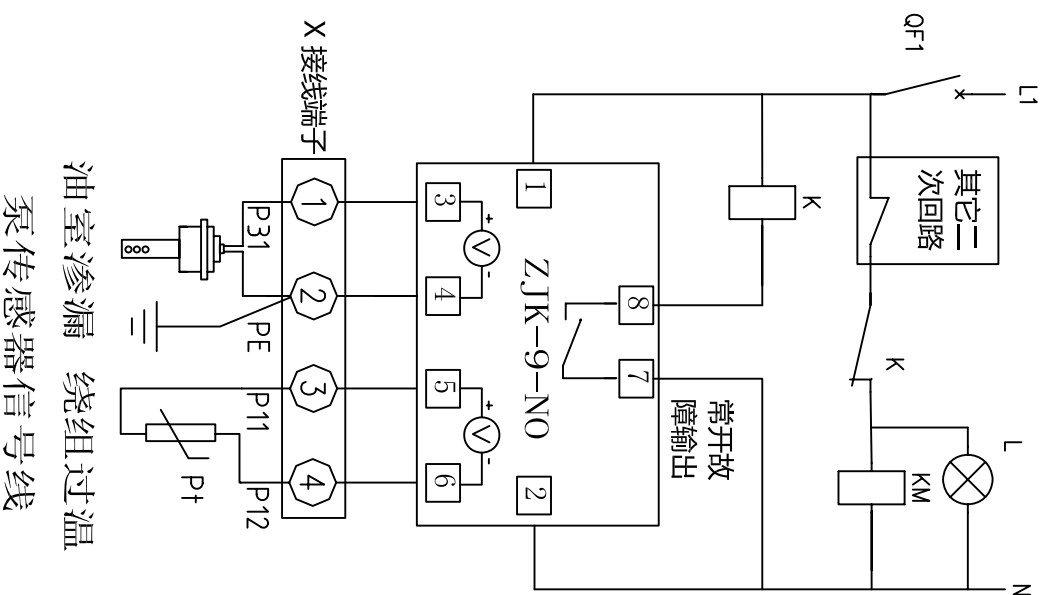 L1
QF1
其它二
次回路
K
K
L
KM
N
1
ZJK-9-NO
2
8
7
常开故
障输出
3
+
V
-
4
5
+
V
-
6
X 接线端子
1
2
3
4
P31
PE
P11
P12
Pt
油室渗漏 绕组过温
泵传感器信号线